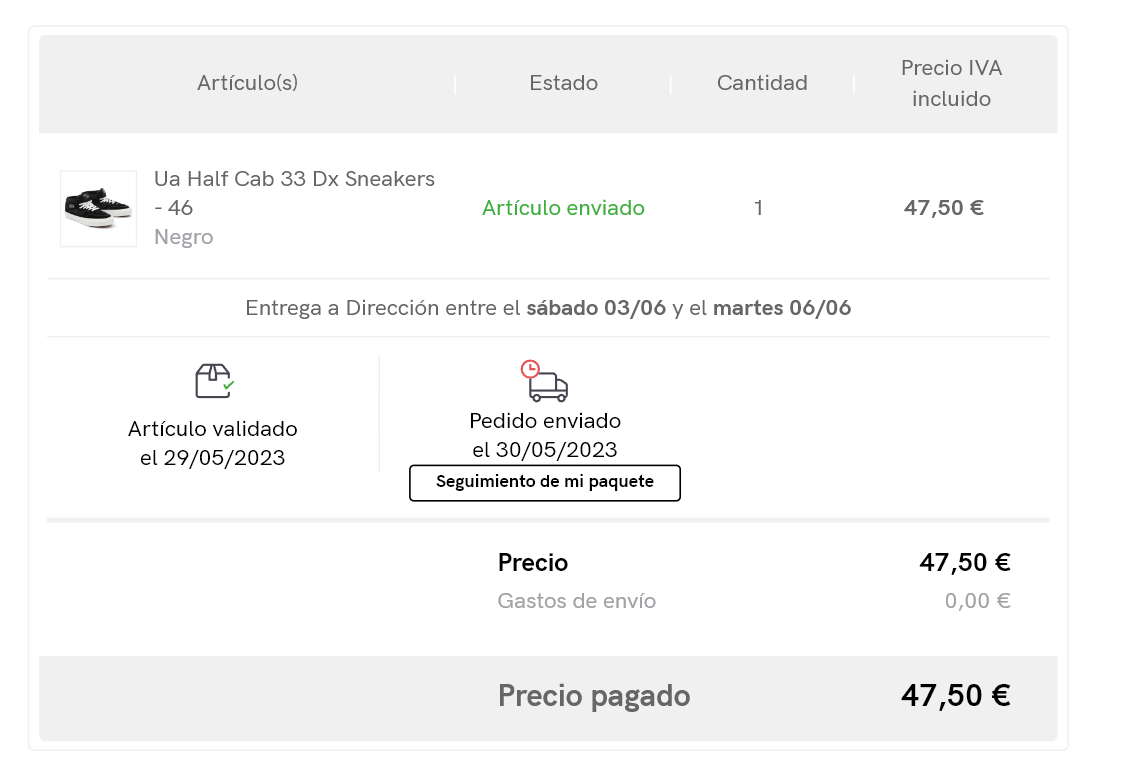 Artículo(s)
Estado
Cantidad
Precio IVA
incluido
Ua Half Cab 33 Dx Sneakers
- 46
Negro
Artículo enviado
1
47,50 €
Entrega a Dirección entre el sábado 03/06 y el martes 06/06
Artículo validado
el 29/05/2023
Pedido enviado
el 30/05/2023
Seguimiento de mi paquete
Precio 47,50 €
Gastos de envío 0,00 €
Precio pagado 47,50 €